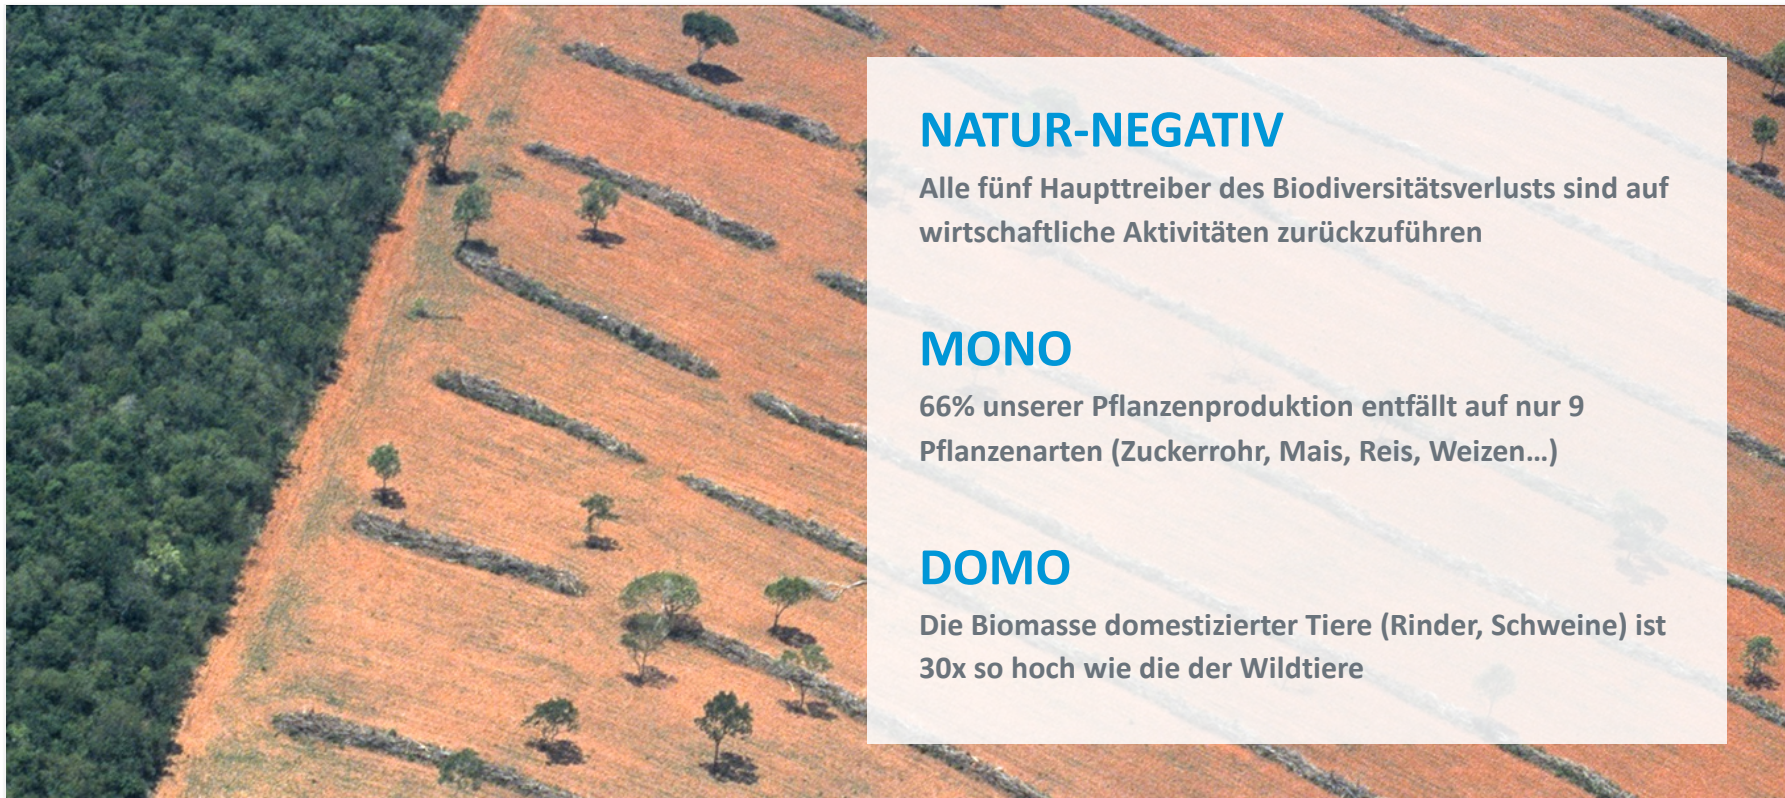 NATUR-NEGATIV
Alle fünf Haupttreiber des Biodiversitätsverlusts sind auf
wirtschaftliche Aktivitäten zurückzuführen
MONO
66% unserer Pflanzenproduktion entfällt auf nur 9
Pflanzenarten (Zuckerrohr, Mais, Reis, Weizen…)
DOMO
Die Biomasse domestizierter Tiere (Rinder, Schweine) ist
30x so hoch wie die der Wildtiere